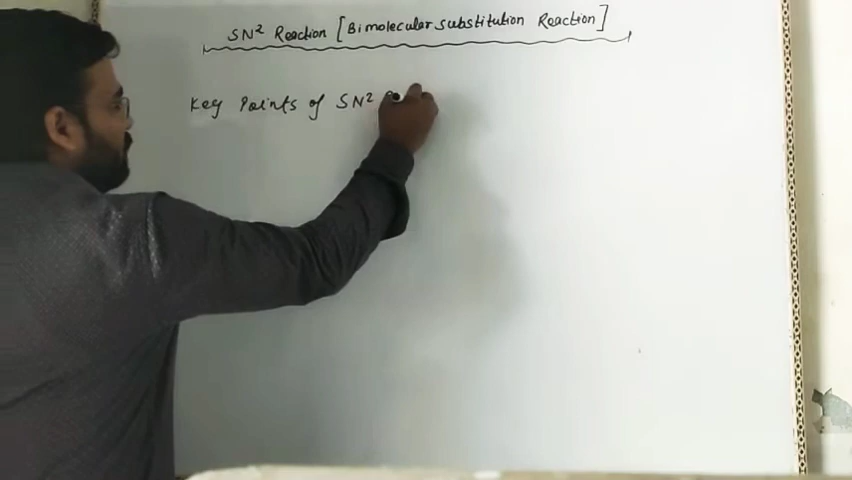 SN² Reaction [Bimolecular substitution Reaction]
Key Points of SN²